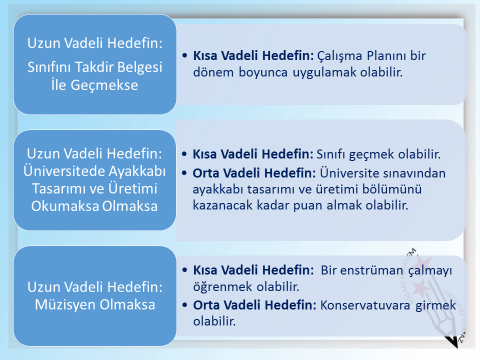 Uzun Vadeli Hedefin:
Sınıfını Takdir Belgesi
İle Geçmekse
• Kısa Vadeli Hedefin: Çalışma Planını bir
dönem boyunca uygulamak olabilir.
Uzun Vadeli Hedefin:
Üniversitede Ayakkabı
Tasarımı ve Üretimi
Okumaksa Olmaksa
• Kısa Vadeli Hedefin: Sınıfı geçmek olabilir.
• Orta Vadeli Hedefin: Üniversite sınavından
ayakkabı tasarımı ve üretimi bölümünü
kazanacak kadar puan almak olabilir.
Uzun Vadeli Hedefin:
Müzisyen Olmaksa
• Kısa Vadeli Hedefin: Bir enstrüman çalmayı
öğrenmek olabilir.
• Orta Vadeli Hedefin: Konservatuvara girmek
olabilir.